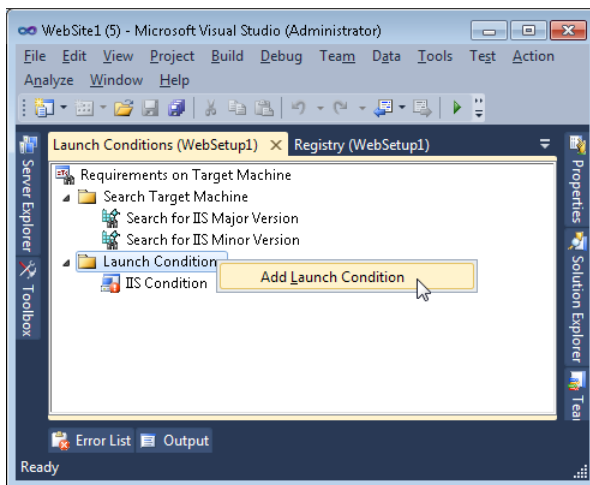 WebSite1 (5) - Microsoft Visual Studio (Administrator)
File Edit View Project Build Debug Team Data Tools Test Action
Analyze Window Help
Launch Conditions (WebSetup1) Registry (WebSetup1)
Requirements on Target Machine
Search Target Machine
Search for IIS Major Version
Search for IIS Minor Version
Launch Condition
Add Launch Condition
IIS Condition
Server Explorer
Toolbox
Properties
Solution Explorer
Tea
Error List Output
Ready